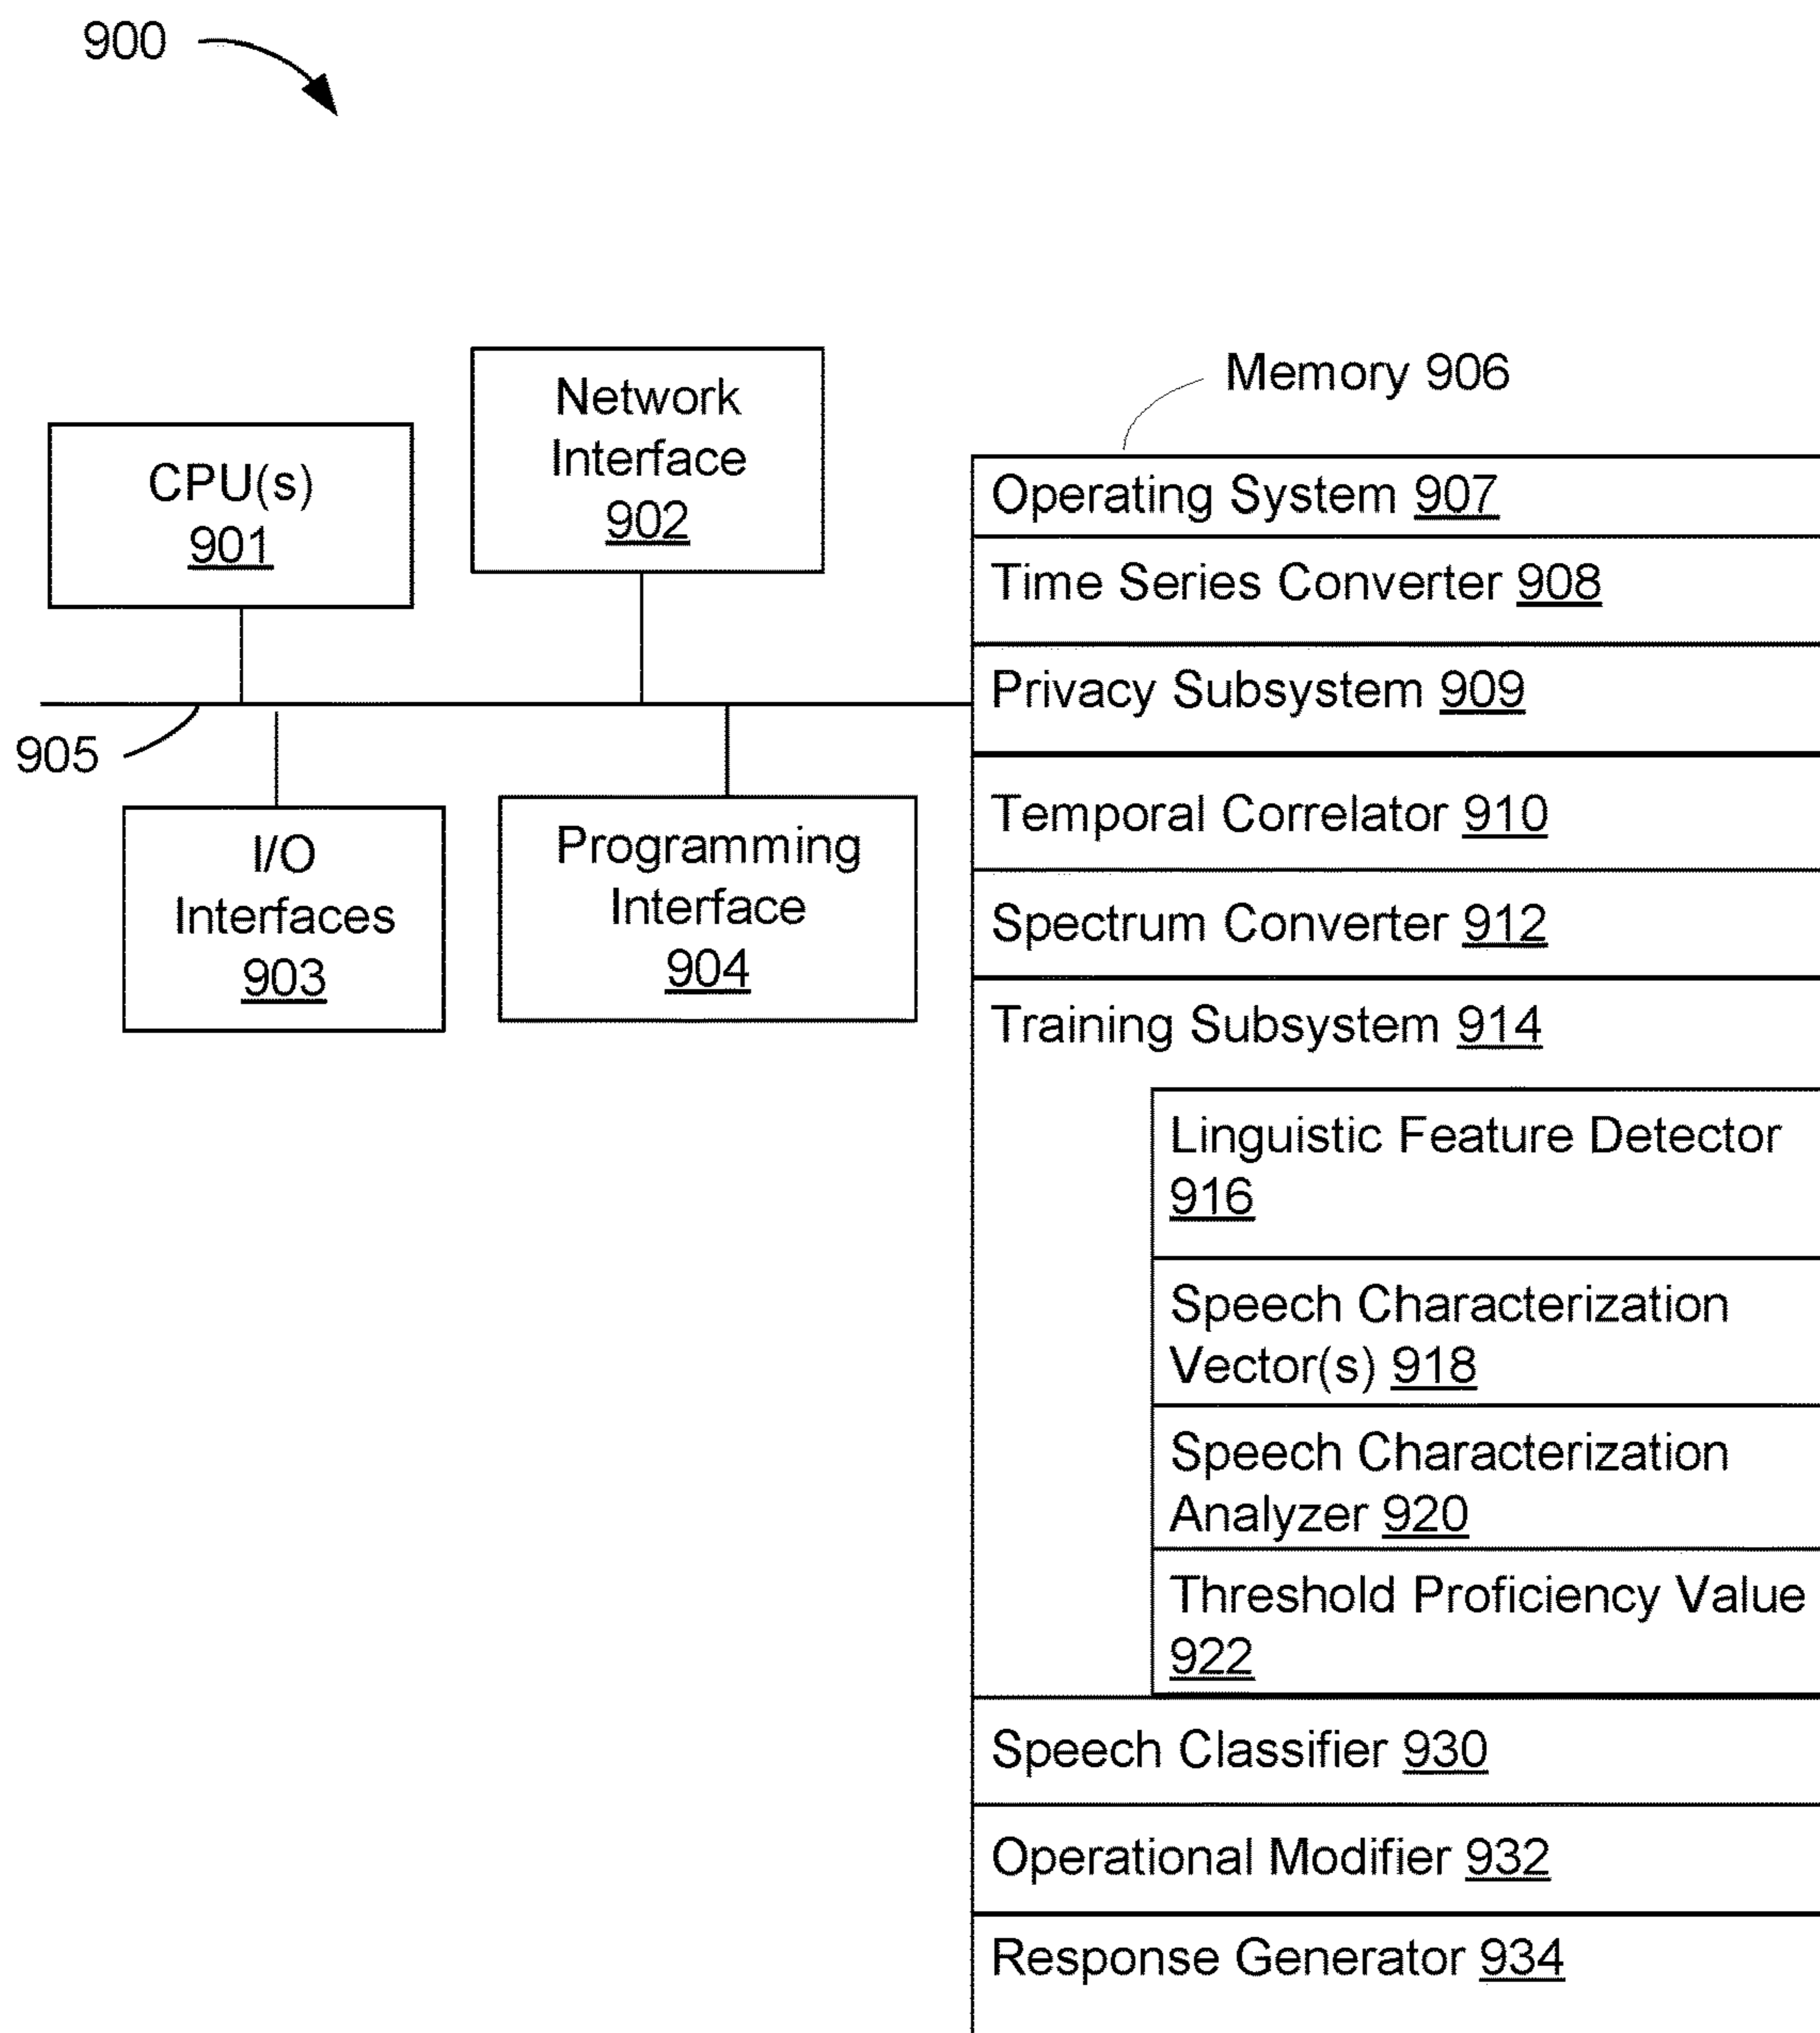 900
Memory 906
Network
Interface
902
CPU(s)
901
905
I/O
Interfaces
903
Programming
Interface
904
Operating System 907
Time Series Converter 908
Privacy Subsystem 909
Temporal Correlator 910
Spectrum Converter 912
Training Subsystem 914
Linguistic Feature Detector
916
Speech Characterization
Vector(s) 918
Speech Characterization
Analyzer 920
Threshold Proficiency Value
922
Speech Classifier 930
Operational Modifier 932
Response Generator 934